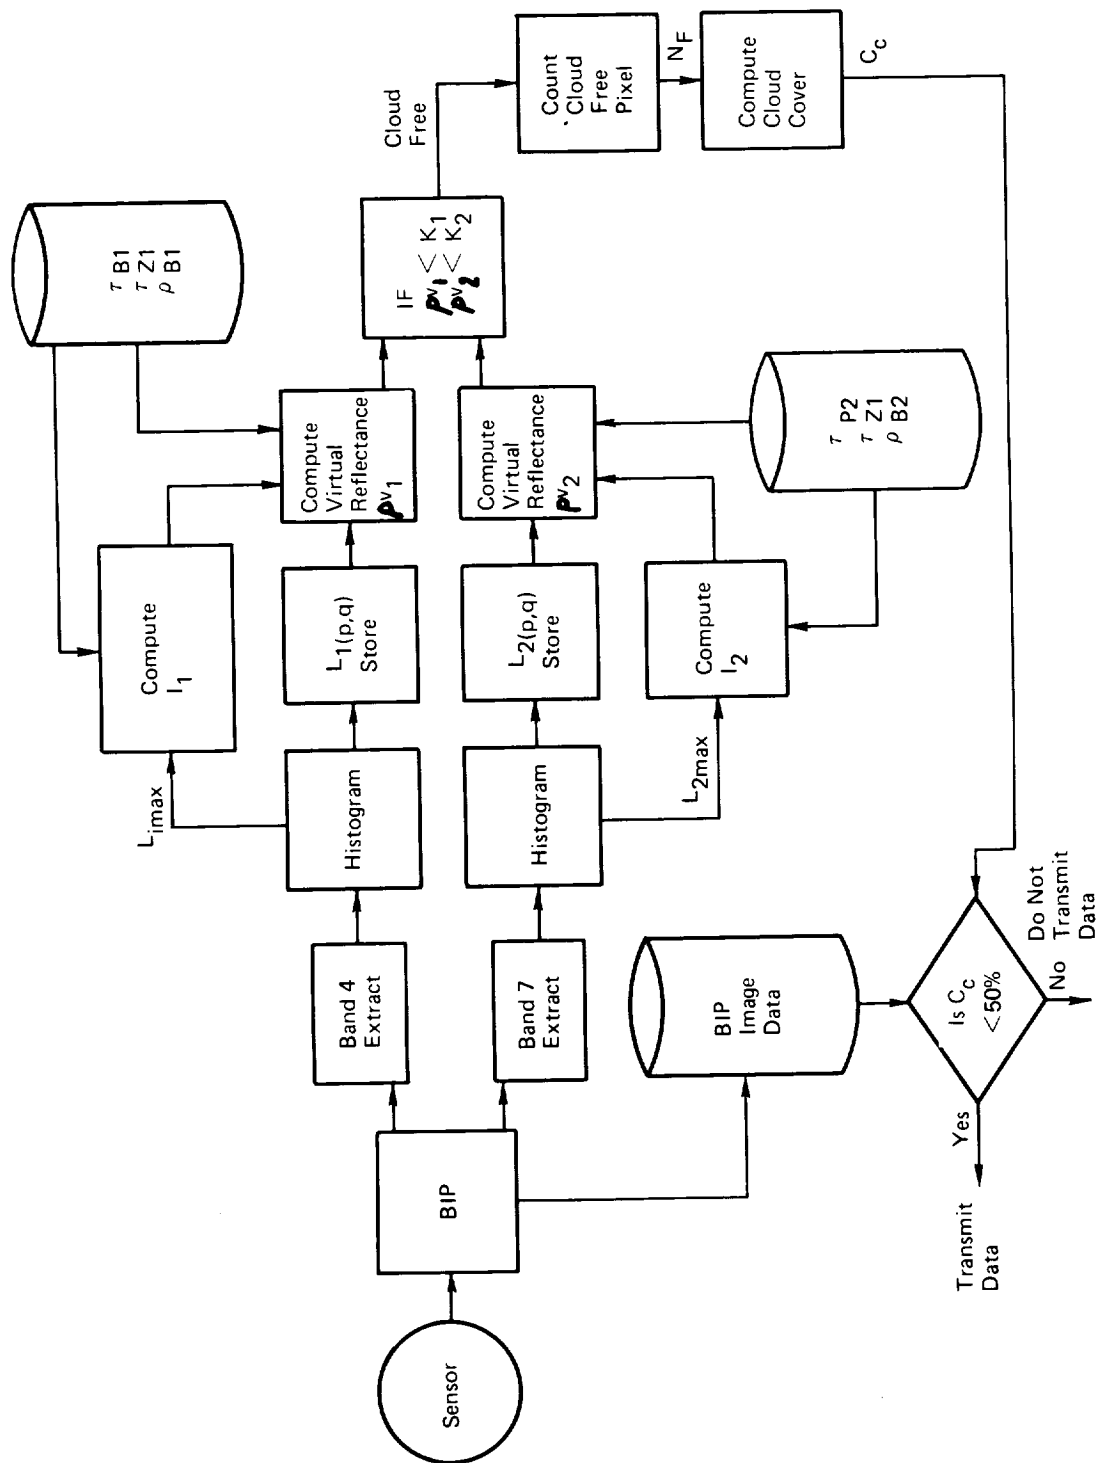 Sensor
BIP
Band 4
Extract
Band 7
Extract
Histogram
Histogram
Limax
L2max
Compute
I1
L1(p,q)
Store
L2(p,q)
Store
Compute
I2
Compute
Virtual
Reflectance
ρv1
Compute
Virtual
Reflectance
ρv2
τ B1
τ Z1
ρ B1
τ P2
τ Z1
ρ B2
IF
ρv1 < K1
ρv2 < K2
Cloud
Free
Count
Cloud
Free
Pixel
NF
Compute
Cloud
Cover
Cc
BIP
Image
Data
Is Cc
<50%
Yes
Transmit
Data
No
Do Not
Transmit
Data